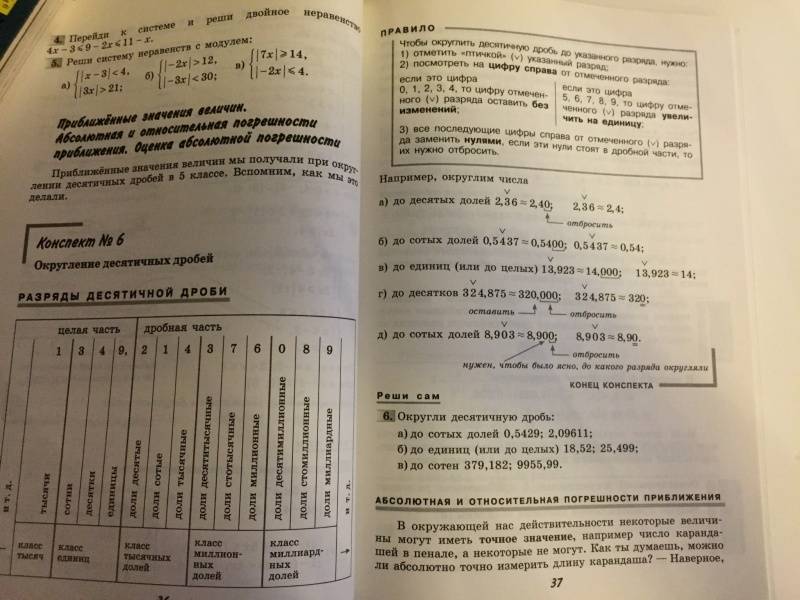 4. Перейди к системе и реши двойное неравенство
4x − 3 ⩽ 9 − 2x ⩽ 11 − x.
5. Реши систему неравенств с модулем:
а) {|x − 3| < 4, |3x| > 21; б) {|−2x| > 12, |−3x| < 30; в) {|7x| ⩾ 14, |−2x| ⩽ 4.
Приближённые значения величин.
Абсолютная и относительная погрешности
приближения. Оценка абсолютной погрешности
Приближённые значения величин мы получали при округ-
лении десятичных дробей в 5 классе. Вспомним, как мы это
делали.
Конспект № 6
Округление десятичных дробей
РАЗРЯДЫ ДЕСЯТИЧНОЙ ДРОБИ
целая часть дробная часть
1 3 4 9, 2 1 4 3 7 6 0 8 9
и т. д.
тысячи
сотни
десятки
единицы
доли десятые
доли сотые
доли тысячные
доли десятитысячные
доли стотысячные
доли миллионные
доли десятимиллионные
доли стомиллионные
доли миллиардные
и т. д.
класс тысяч
класс единиц
класс тысячных долей
класс миллион- ных долей
класс миллиард- ных долей
36
ПРАВИЛО
Чтобы округлить десятичную дробь до указанного разряда, нужно:
1) отметить «птичкой» (∨) указанный разряд;
2) посмотреть на цифру справа от отмеченного разряда:
если это цифра
0, 1, 2, 3, 4, то цифру отмечен-
ного (∨) разряда оставить без
изменений;
если это цифра
5, 6, 7, 8, 9, то цифру отме-
ченного (∨) разряда увели-
чить на единицу;
3) все последующие цифры справа от отмеченного (∨) разря-
да заменить нулями, если эти нули стоят в дробной части, то
их нужно отбросить.
Например, округлим числа
а) до десятых долей 2,36 ≈ 2,40; 2,36 ≈ 2,4;
отбросить
б) до сотых долей 0,5437 ≈ 0,5400; 0,5437 ≈ 0,54;
в) до единиц (или до целых) 13,923 ≈ 14,000; 13,923 ≈ 14;
г) до десятков 324,875 ≈ 320,000; 324,875 ≈ 320;
оставить отбросить
д) до сотых долей 8,903 ≈ 8,900; 8,903 ≈ 8,90.
отбросить
нужен, чтобы было ясно, до какого разряда округляли
КОНЕЦ КОНСПЕКТА
Реши сам
6. Округли десятичную дробь:
а) до сотых долей 0,5429; 2,09611;
б) до единиц (или до целых) 18,52; 25,499;
в) до сотен 379,182; 9955,99.
АБСОЛЮТНАЯ И ОТНОСИТЕЛЬНАЯ ПОГРЕШНОСТИ ПРИБЛИЖЕНИЯ
В окружающей нас действительности некоторые величи-
ны могут иметь точное значение, например число каранда-
шей в пенале, а некоторые не могут. Как ты думаешь, можно
ли абсолютно точно измерить длину карандаша? — Наверное,
37